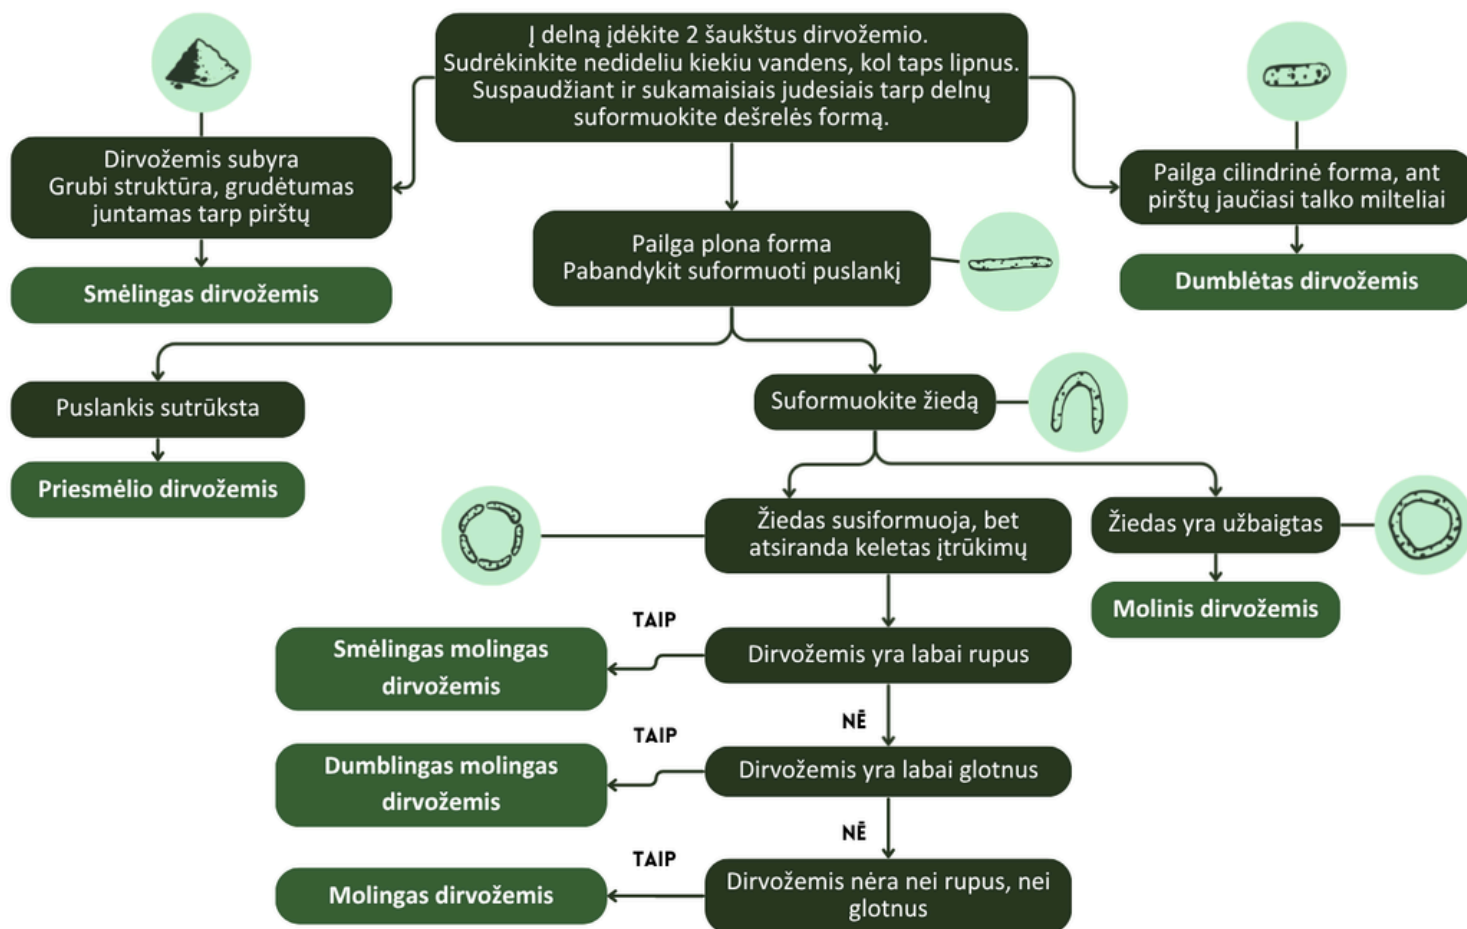 Į delną įdėkite 2 šaukštus dirvožemio.
Sudrėkinkite nedideliu kiekiu vandens, kol taps lipnus.
Suspaudžiant ir sukamaisiais judesiais tarp delnų
suformuokite dešrelės formą.
Dirvožemis subyra
Grubi struktūra, grudėtumas
juntamas tarp pirštų
Smėlingas dirvožemis
Pailga plona forma
Pabandykit suformuoti puslankį
Pailga cilindrinė forma, ant
pirštų jaučiasi talko milteliai
Dumblėtas dirvožemis
Puslankis sutrūksta
Priesmėlio dirvožemis
Suformuokite žiedą
Žiedas susiformuoja, bet
atsiranda keletas įtrūkimų
Žiedas yra užbaigtas
Molinis dirvožemis
TAIP
Smėlingas molingas
dirvožemis
Dirvožemis yra labai rupus
NĖ
TAIP
Dumblingas molingas
dirvožemis
Dirvožemis yra labai glotnus
NĖ
TAIP
Molingas dirvožemis
Dirvožemis nėra nei rupus, nei
glotnus